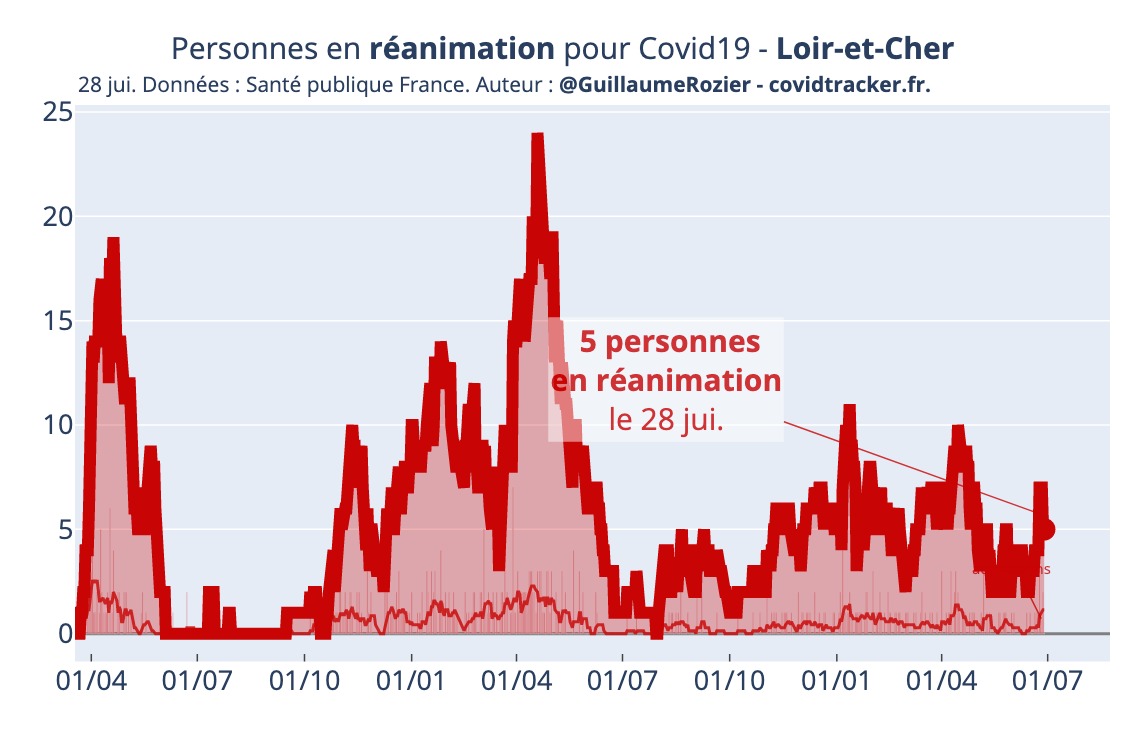 Personnes en réanimation pour Covid19 - Loir-et-Cher
28 jui. Données : Santé publique France. Auteur : @GuillaumeRozier - covidtracker.fr.
25
20
15
10
5
0
5 personnes
en réanimation
le 28 jui.
01/04 01/07 01/10 01/01 01/04 01/07 01/10 01/01 01/04 01/07